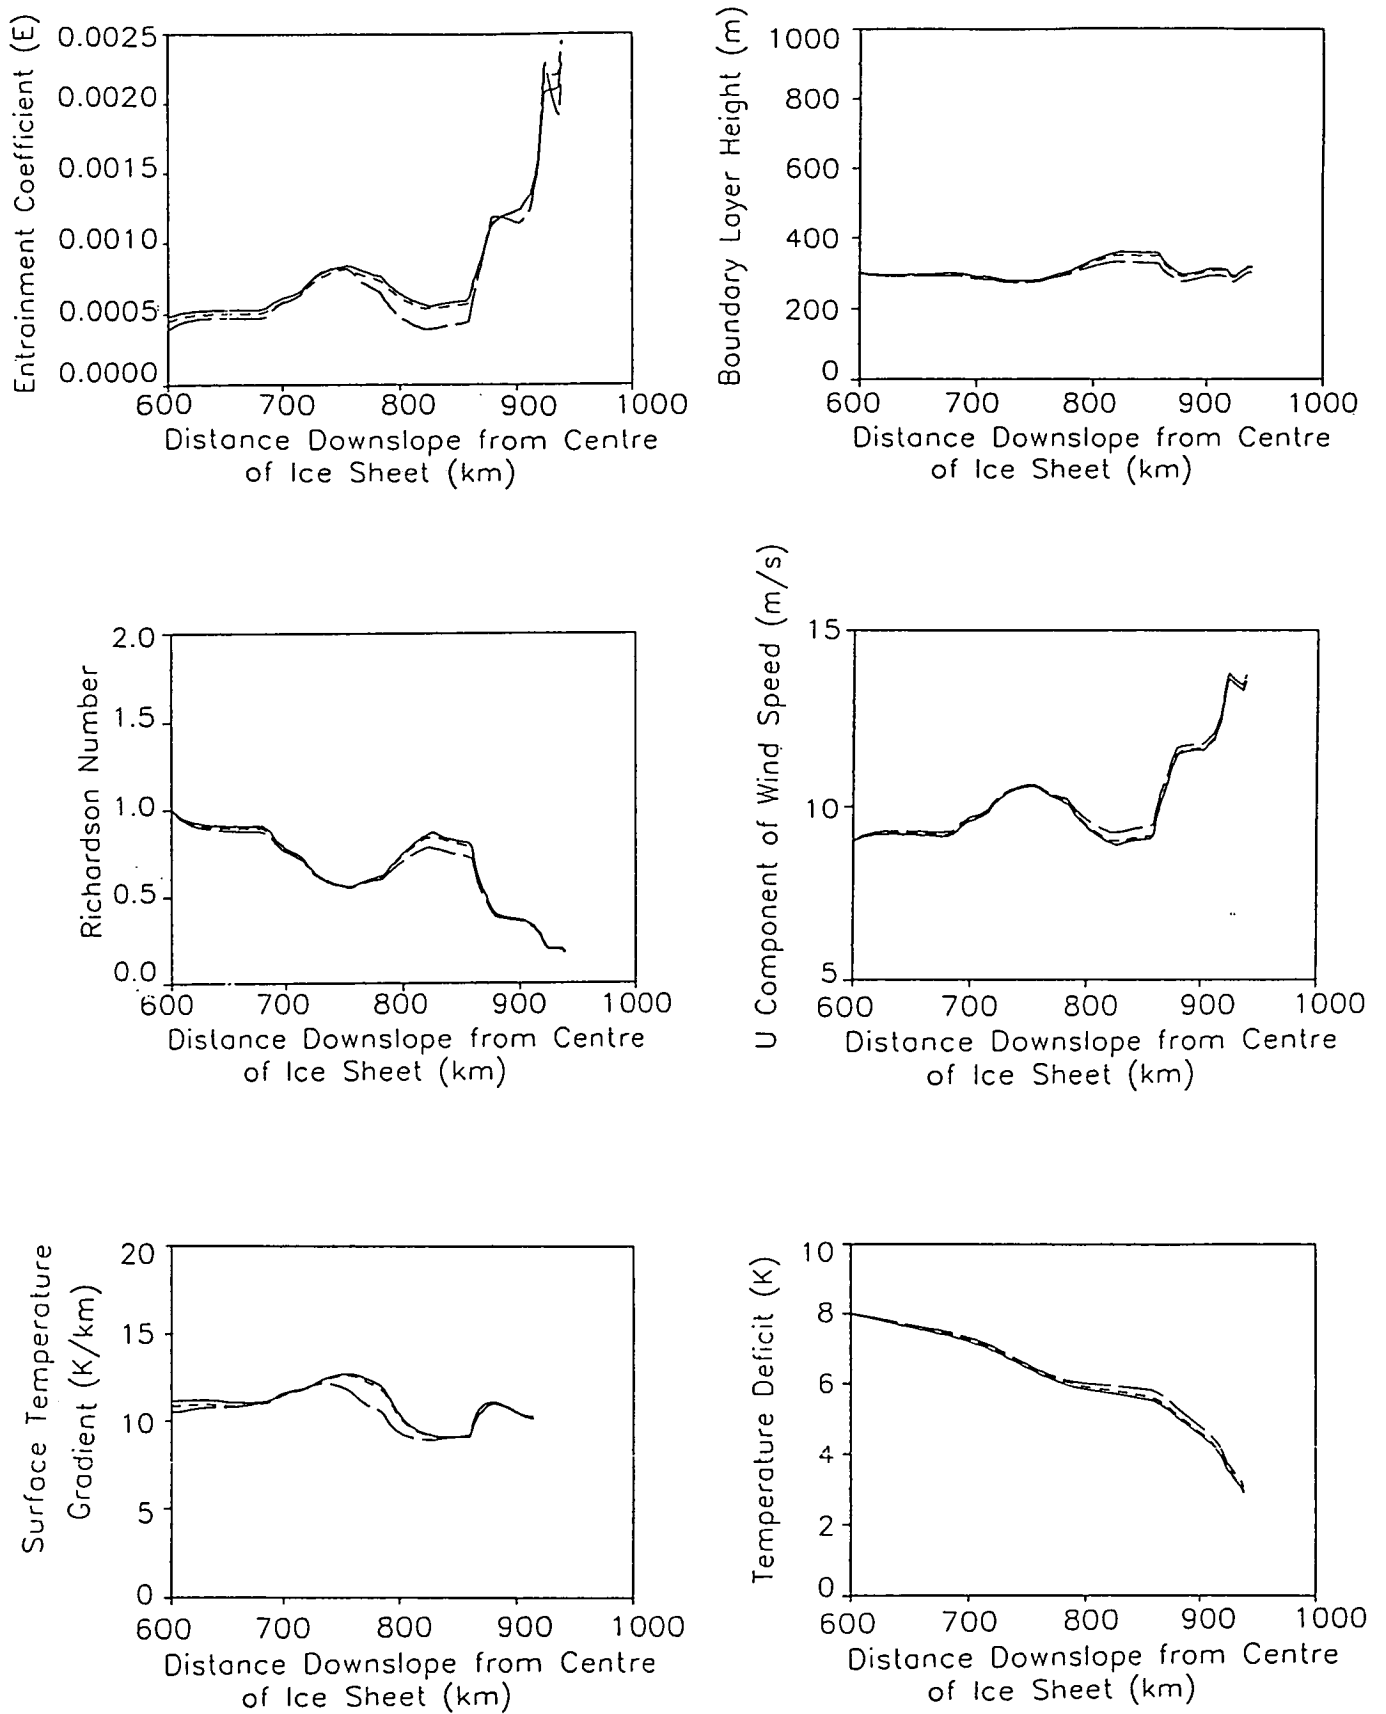 Entrainment Coefficient (E)
0.0025
0.0020
0.0015
0.0010
0.0005
0.0000
600 700 800 900 1000
Distance Downslope from Centre
of Ice Sheet (km)
Boundary Layer Height (m)
1000
800
600
400
200
0
600 700 800 900 1000
Distance Downslope from Centre
of Ice Sheet (km)
Richardson Number
2.0
1.5
1.0
0.5
0.0
600 700 800 900 1000
Distance Downslope from Centre
of Ice Sheet (km)
U Component of Wind Speed (m/s)
15
10
5
600 700 800 900 1000
Distance Downslope from Centre
of Ice Sheet (km)
Surface Temperature
Gradient (K/km)
20
15
10
5
0
600 700 800 900 1000
Distance Downslope from Centre
of Ice Sheet (km)
Temperature Deficit (K)
10
8
6
4
2
0
600 700 800 900 1000
Distance Downslope from Centre
of Ice Sheet (km)